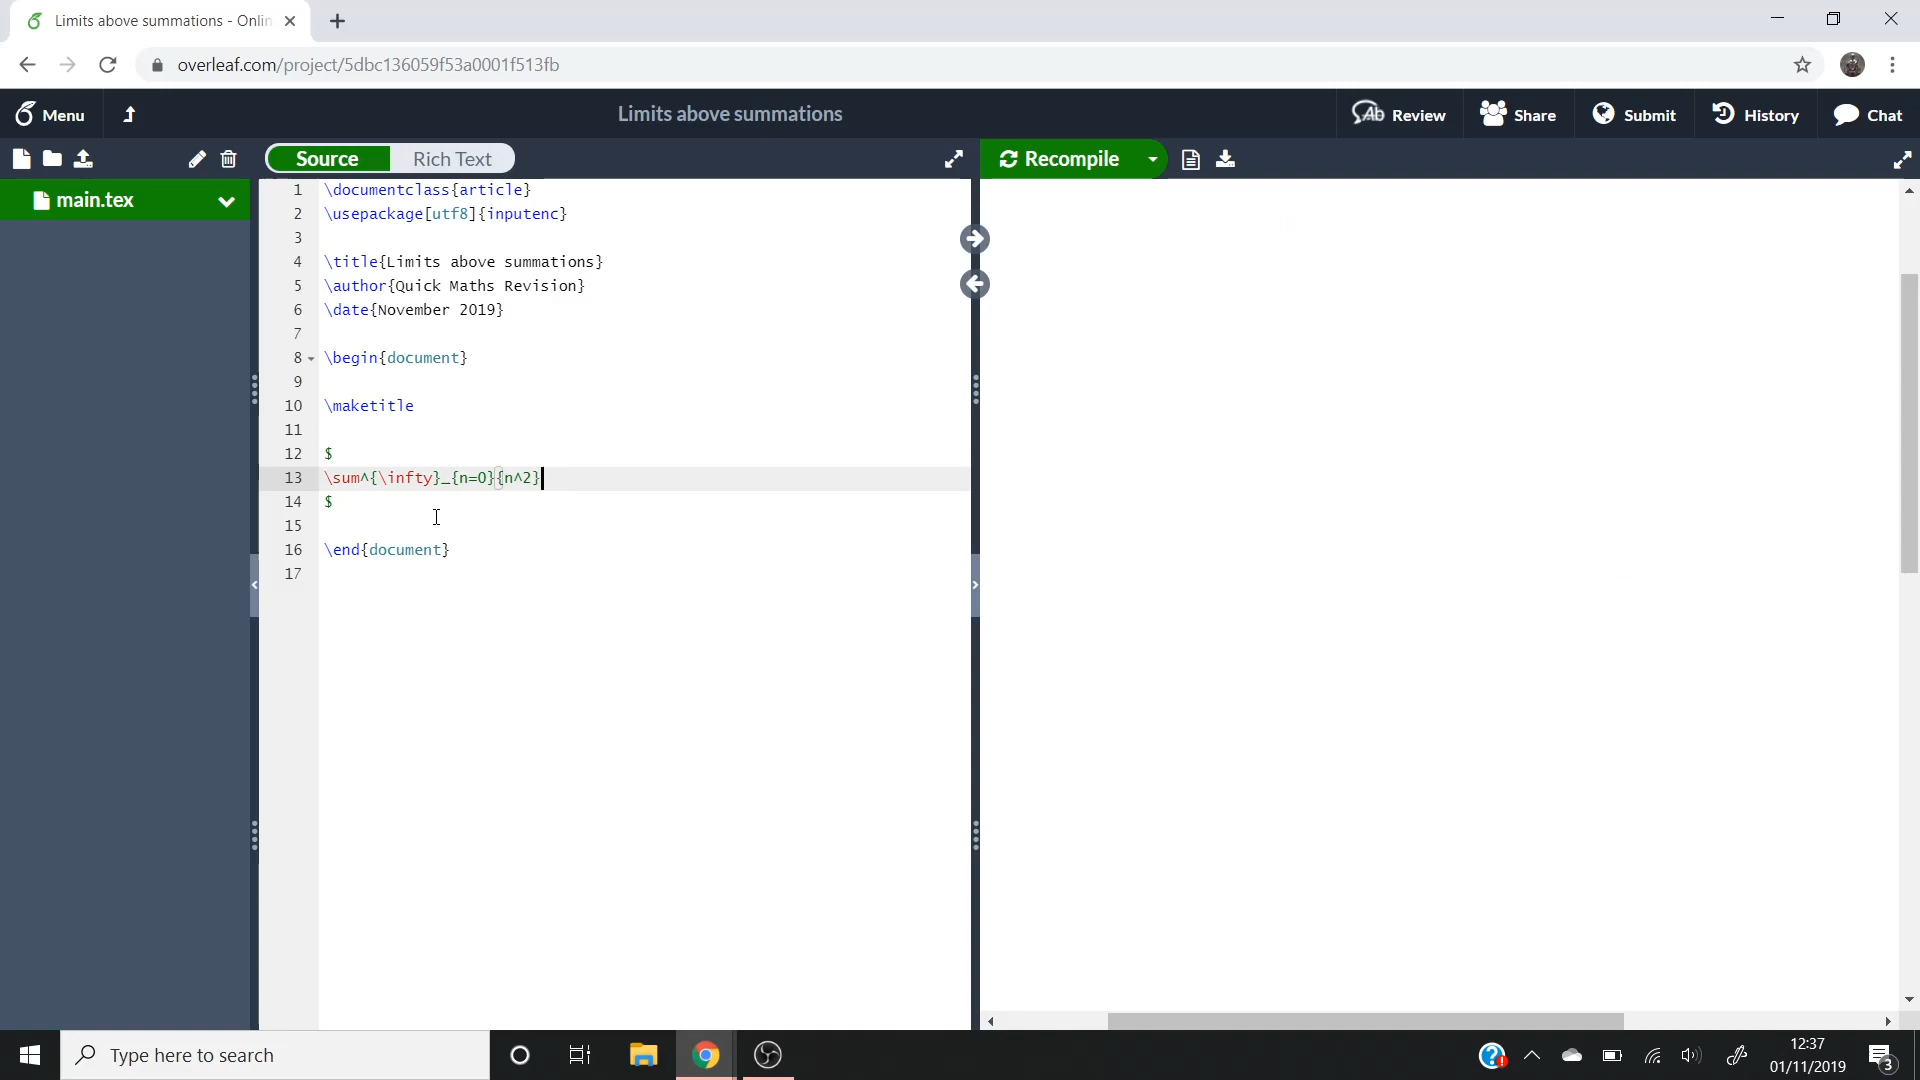 Limits above summations - Onlin
overleaf.com/project/5dbc136059f53a0001f513fb
Menu
Limits above summations
Review
Share
Submit
History
Chat
Source
Rich Text
Recompile
main.tex
1 \documentclass{article}
2 \usepackage[utf8]{inputenc}
3
4 \title{Limits above summations}
5 \author{Quick Maths Revision}
6 \date{November 2019}
7
8 \begin{document}
9
10 \maketitle
11
12 $
13 \sum^{\infty}_{n=0}{n^2}
14 $
15
16 \end{document}
17
Type here to search
12:37
01/11/2019
3